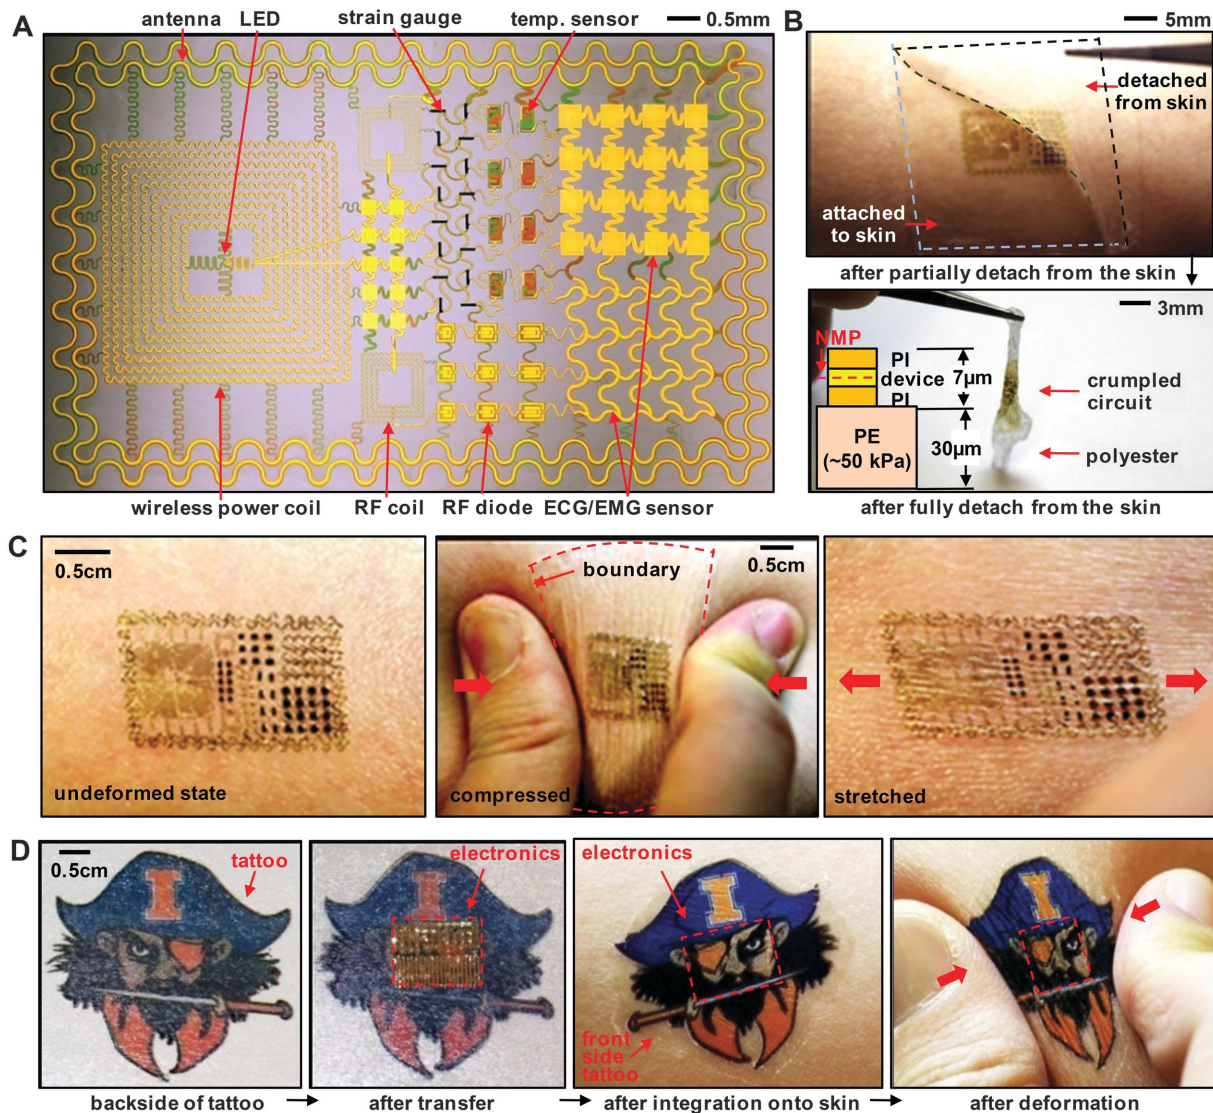 A
antenna
LED
strain gauge
temp. sensor
0.5mm
wireless power coil
RF coil
RF diode
ECG/EMG sensor
B
5mm
detached
from skin
attached
to skin
after partially detach from the skin
3mm
NMP
PI
device
PI
7μm
PE
(~50 kPa)
30μm
crumpled
circuit
polyester
after fully detach from the skin
C
0.5cm
undeformed state
boundary
0.5cm
compressed
stretched
D
0.5cm
tattoo
I
backside of tattoo
electronics
I
after transfer
electronics
I
front
side
tattoo
after integration onto skin
I
after deformation